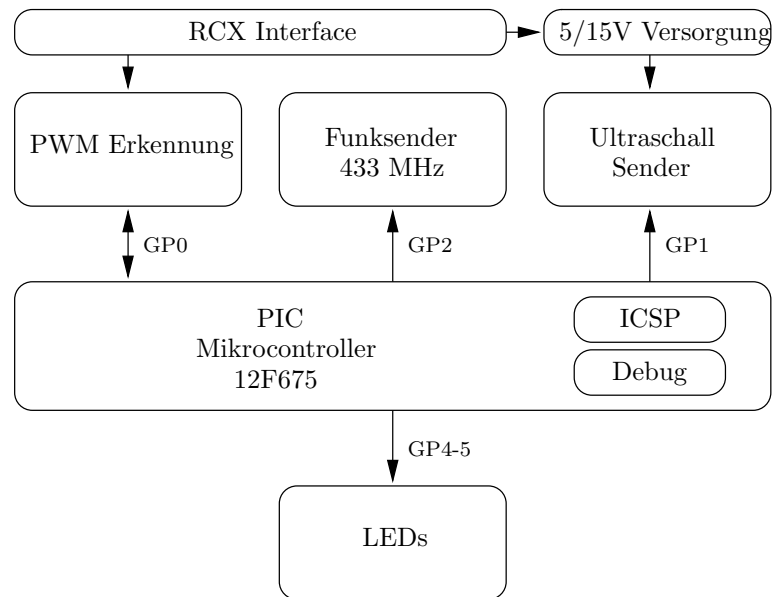 RCX Interface
5/15V Versorgung
PWM Erkennung
Funksender
433 MHz
Ultraschall
Sender
GP0
GP2
GP1
PIC
Mikrocontroller
12F675
ICSP
Debug
GP4-5
LEDs